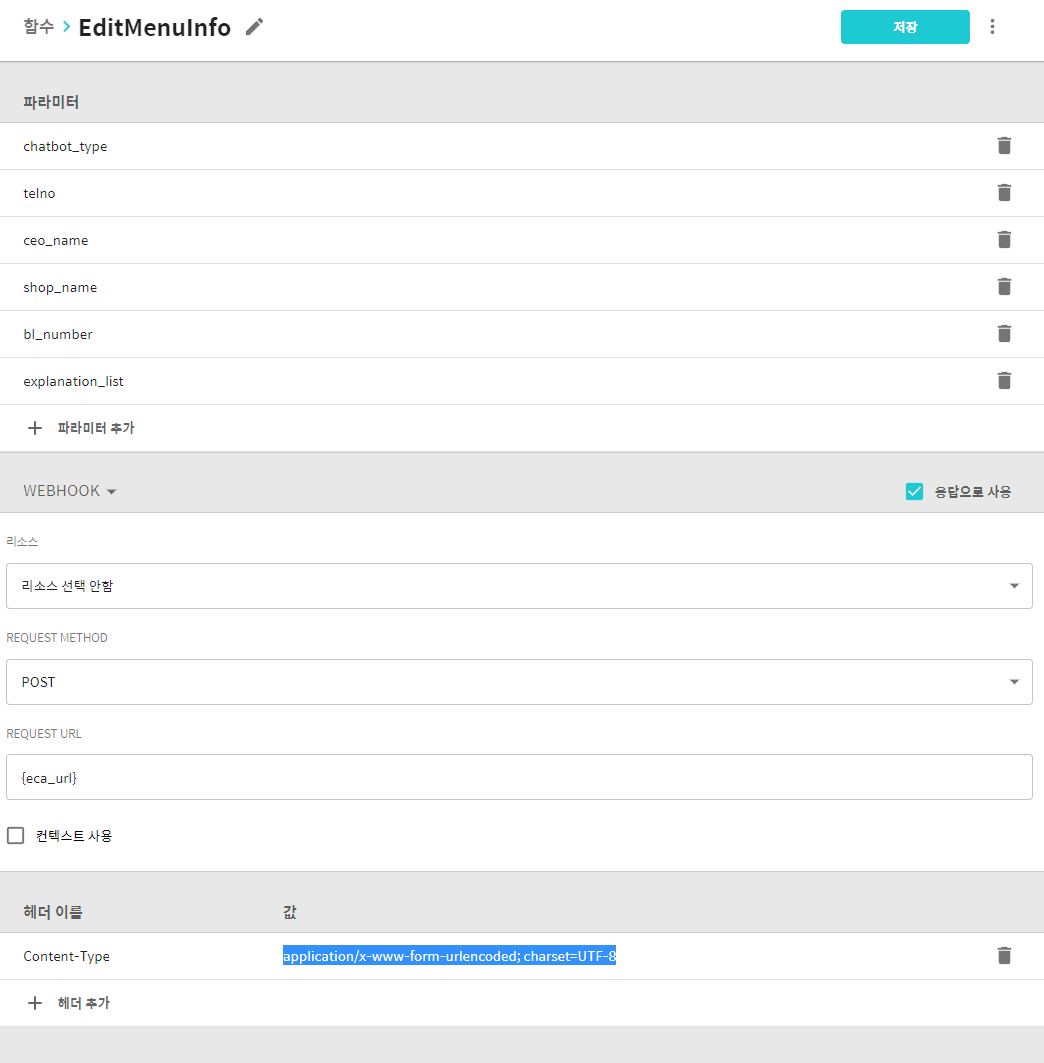 함수 > EditMenuInfo 저장
파라미터
chatbot_type
telno
ceo_name
shop_name
bl_number
explanation_list
+ 파라미터 추가
WEBHOOK 응답으로 사용
리소스
리소스 선택 안함
REQUEST METHOD
POST
REQUEST URL
{eca_url}
컨텍스트 사용
헤더 이름 값
Content-Type application/x-www-form-urlencoded; charset=UTF-8
+ 헤더 추가